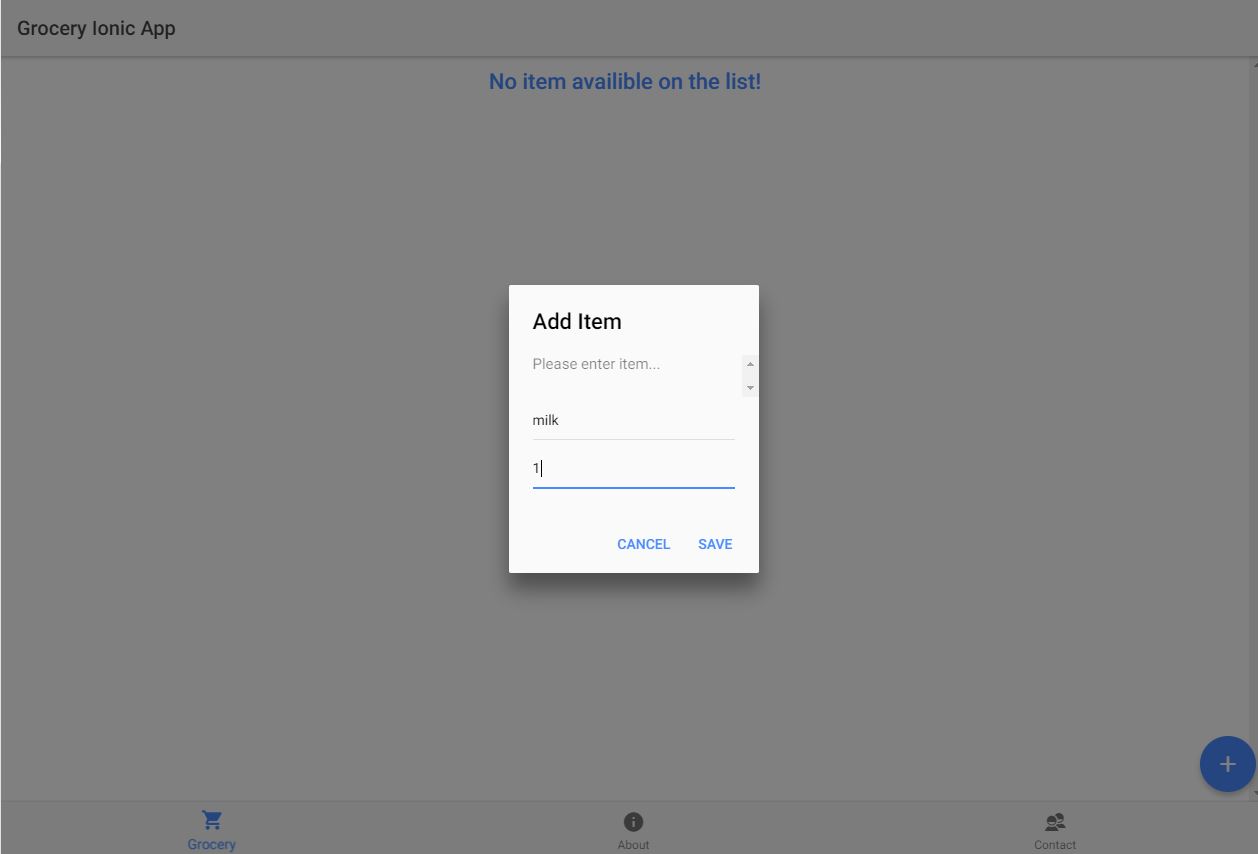 Grocery Ionic App
No item availible on the list!
Add Item
Please enter item...
milk
1
CANCEL SAVE
Grocery About Contact